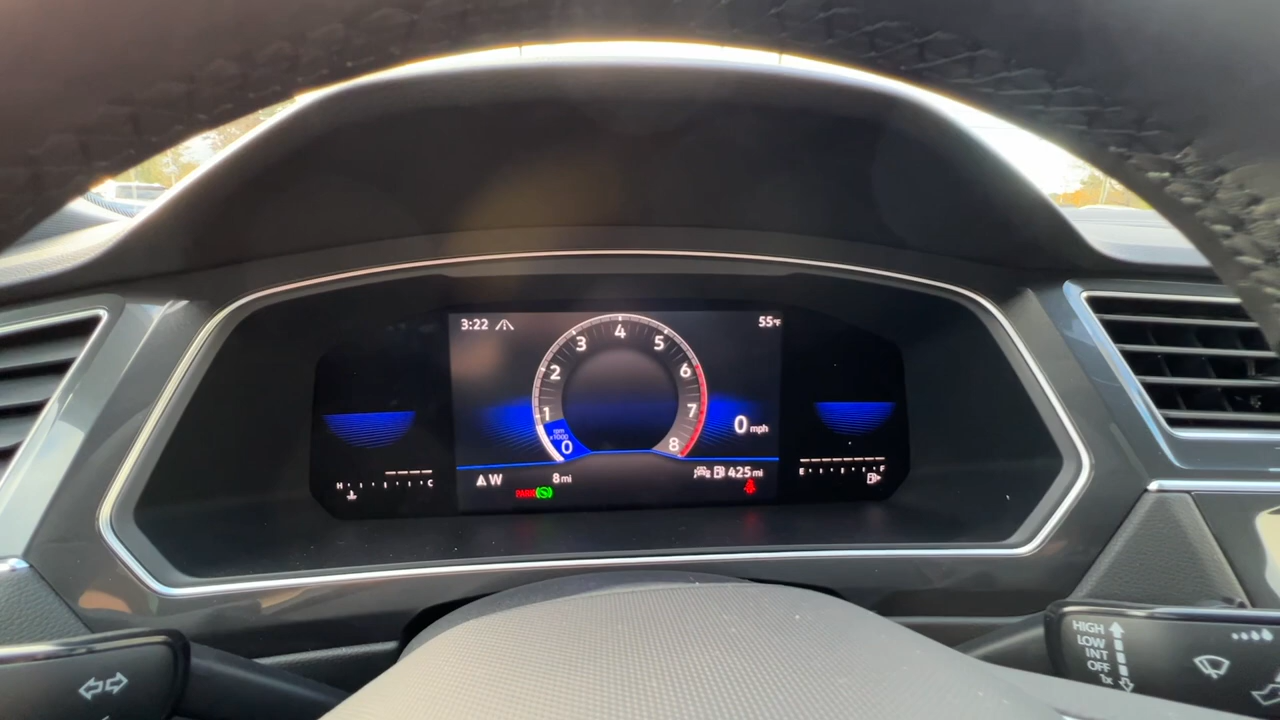 3:22
55°F
0
1
2
3
4
5
6
7
8
rpm
x1000
0 mph
W
8 mi
425 mi
PARK (S)
H C
E F
HIGH
LOW
INT
OFF
1x